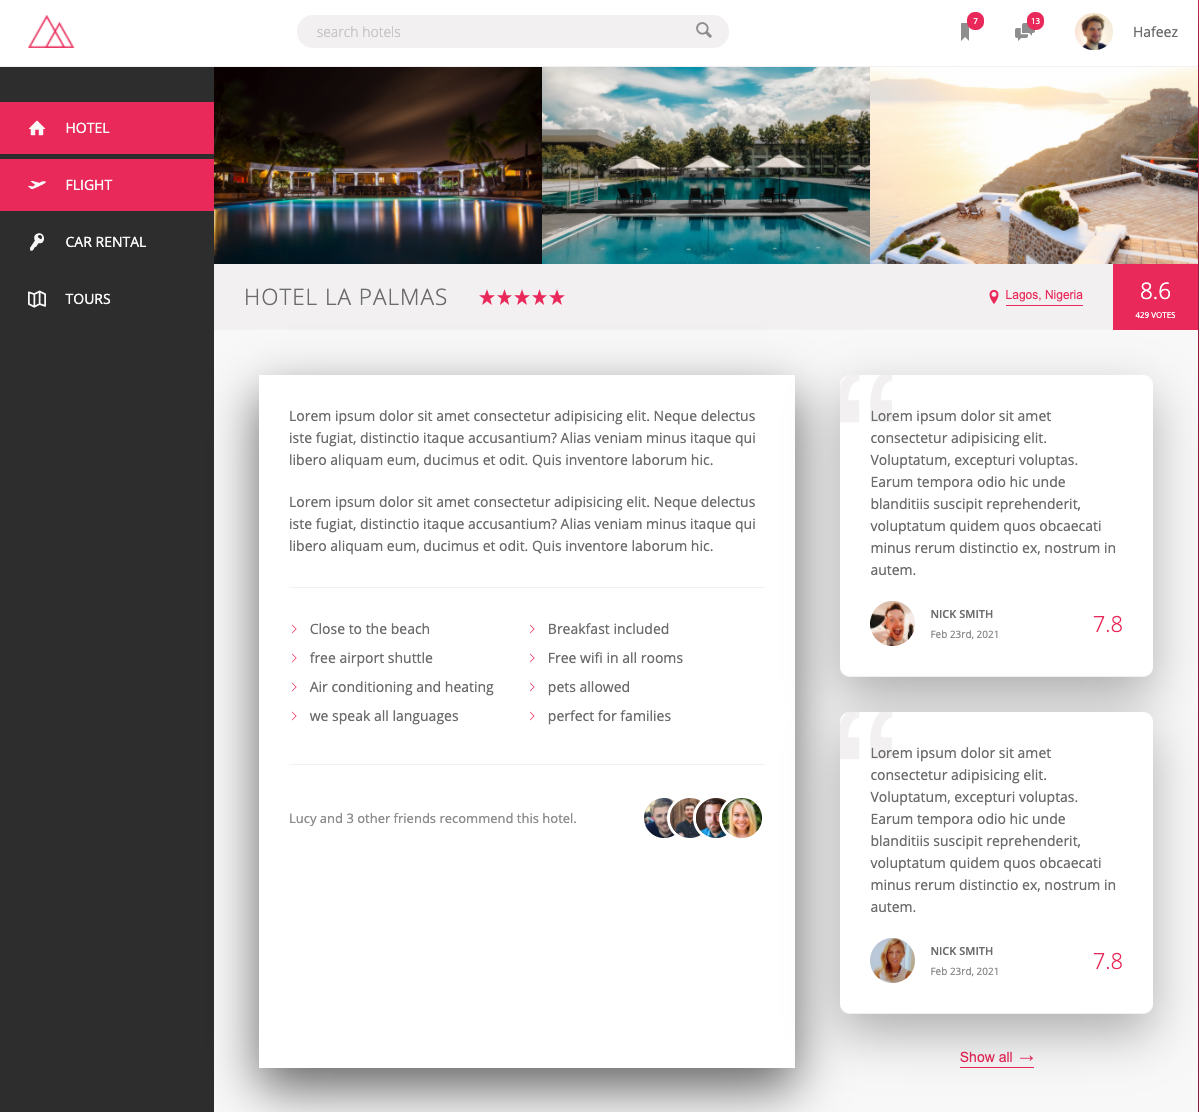 search hotels
7
13
Hafeez
HOTEL
FLIGHT
CAR RENTAL
TOURS
HOTEL LA PALMAS
★★★★★
Lagos, Nigeria
8.6
429 VOTES
Lorem ipsum dolor sit amet consectetur adipisicing elit. Neque delectus
iste fugiat, distinctio itaque accusantium? Alias veniam minus itaque qui
libero aliquam eum, ducimus et odit. Quis inventore laborum hic.
Lorem ipsum dolor sit amet consectetur adipisicing elit. Neque delectus
iste fugiat, distinctio itaque accusantium? Alias veniam minus itaque qui
libero aliquam eum, ducimus et odit. Quis inventore laborum hic.
Close to the beach
Breakfast included
free airport shuttle
Free wifi in all rooms
Air conditioning and heating
pets allowed
we speak all languages
perfect for families
Lucy and 3 other friends recommend this hotel.
“
Lorem ipsum dolor sit amet
consectetur adipisicing elit.
Voluptatum, excepturi voluptas.
Earum tempora odio hic unde
blanditiis suscipit reprehenderit,
voluptatum quidem quos obcaecati
minus rerum distinctio ex, nostrum in
autem.
NICK SMITH
Feb 23rd, 2021
7.8
“
Lorem ipsum dolor sit amet
consectetur adipisicing elit.
Voluptatum, excepturi voluptas.
Earum tempora odio hic unde
blanditiis suscipit reprehenderit,
voluptatum quidem quos obcaecati
minus rerum distinctio ex, nostrum in
autem.
NICK SMITH
Feb 23rd, 2021
7.8
Show all →